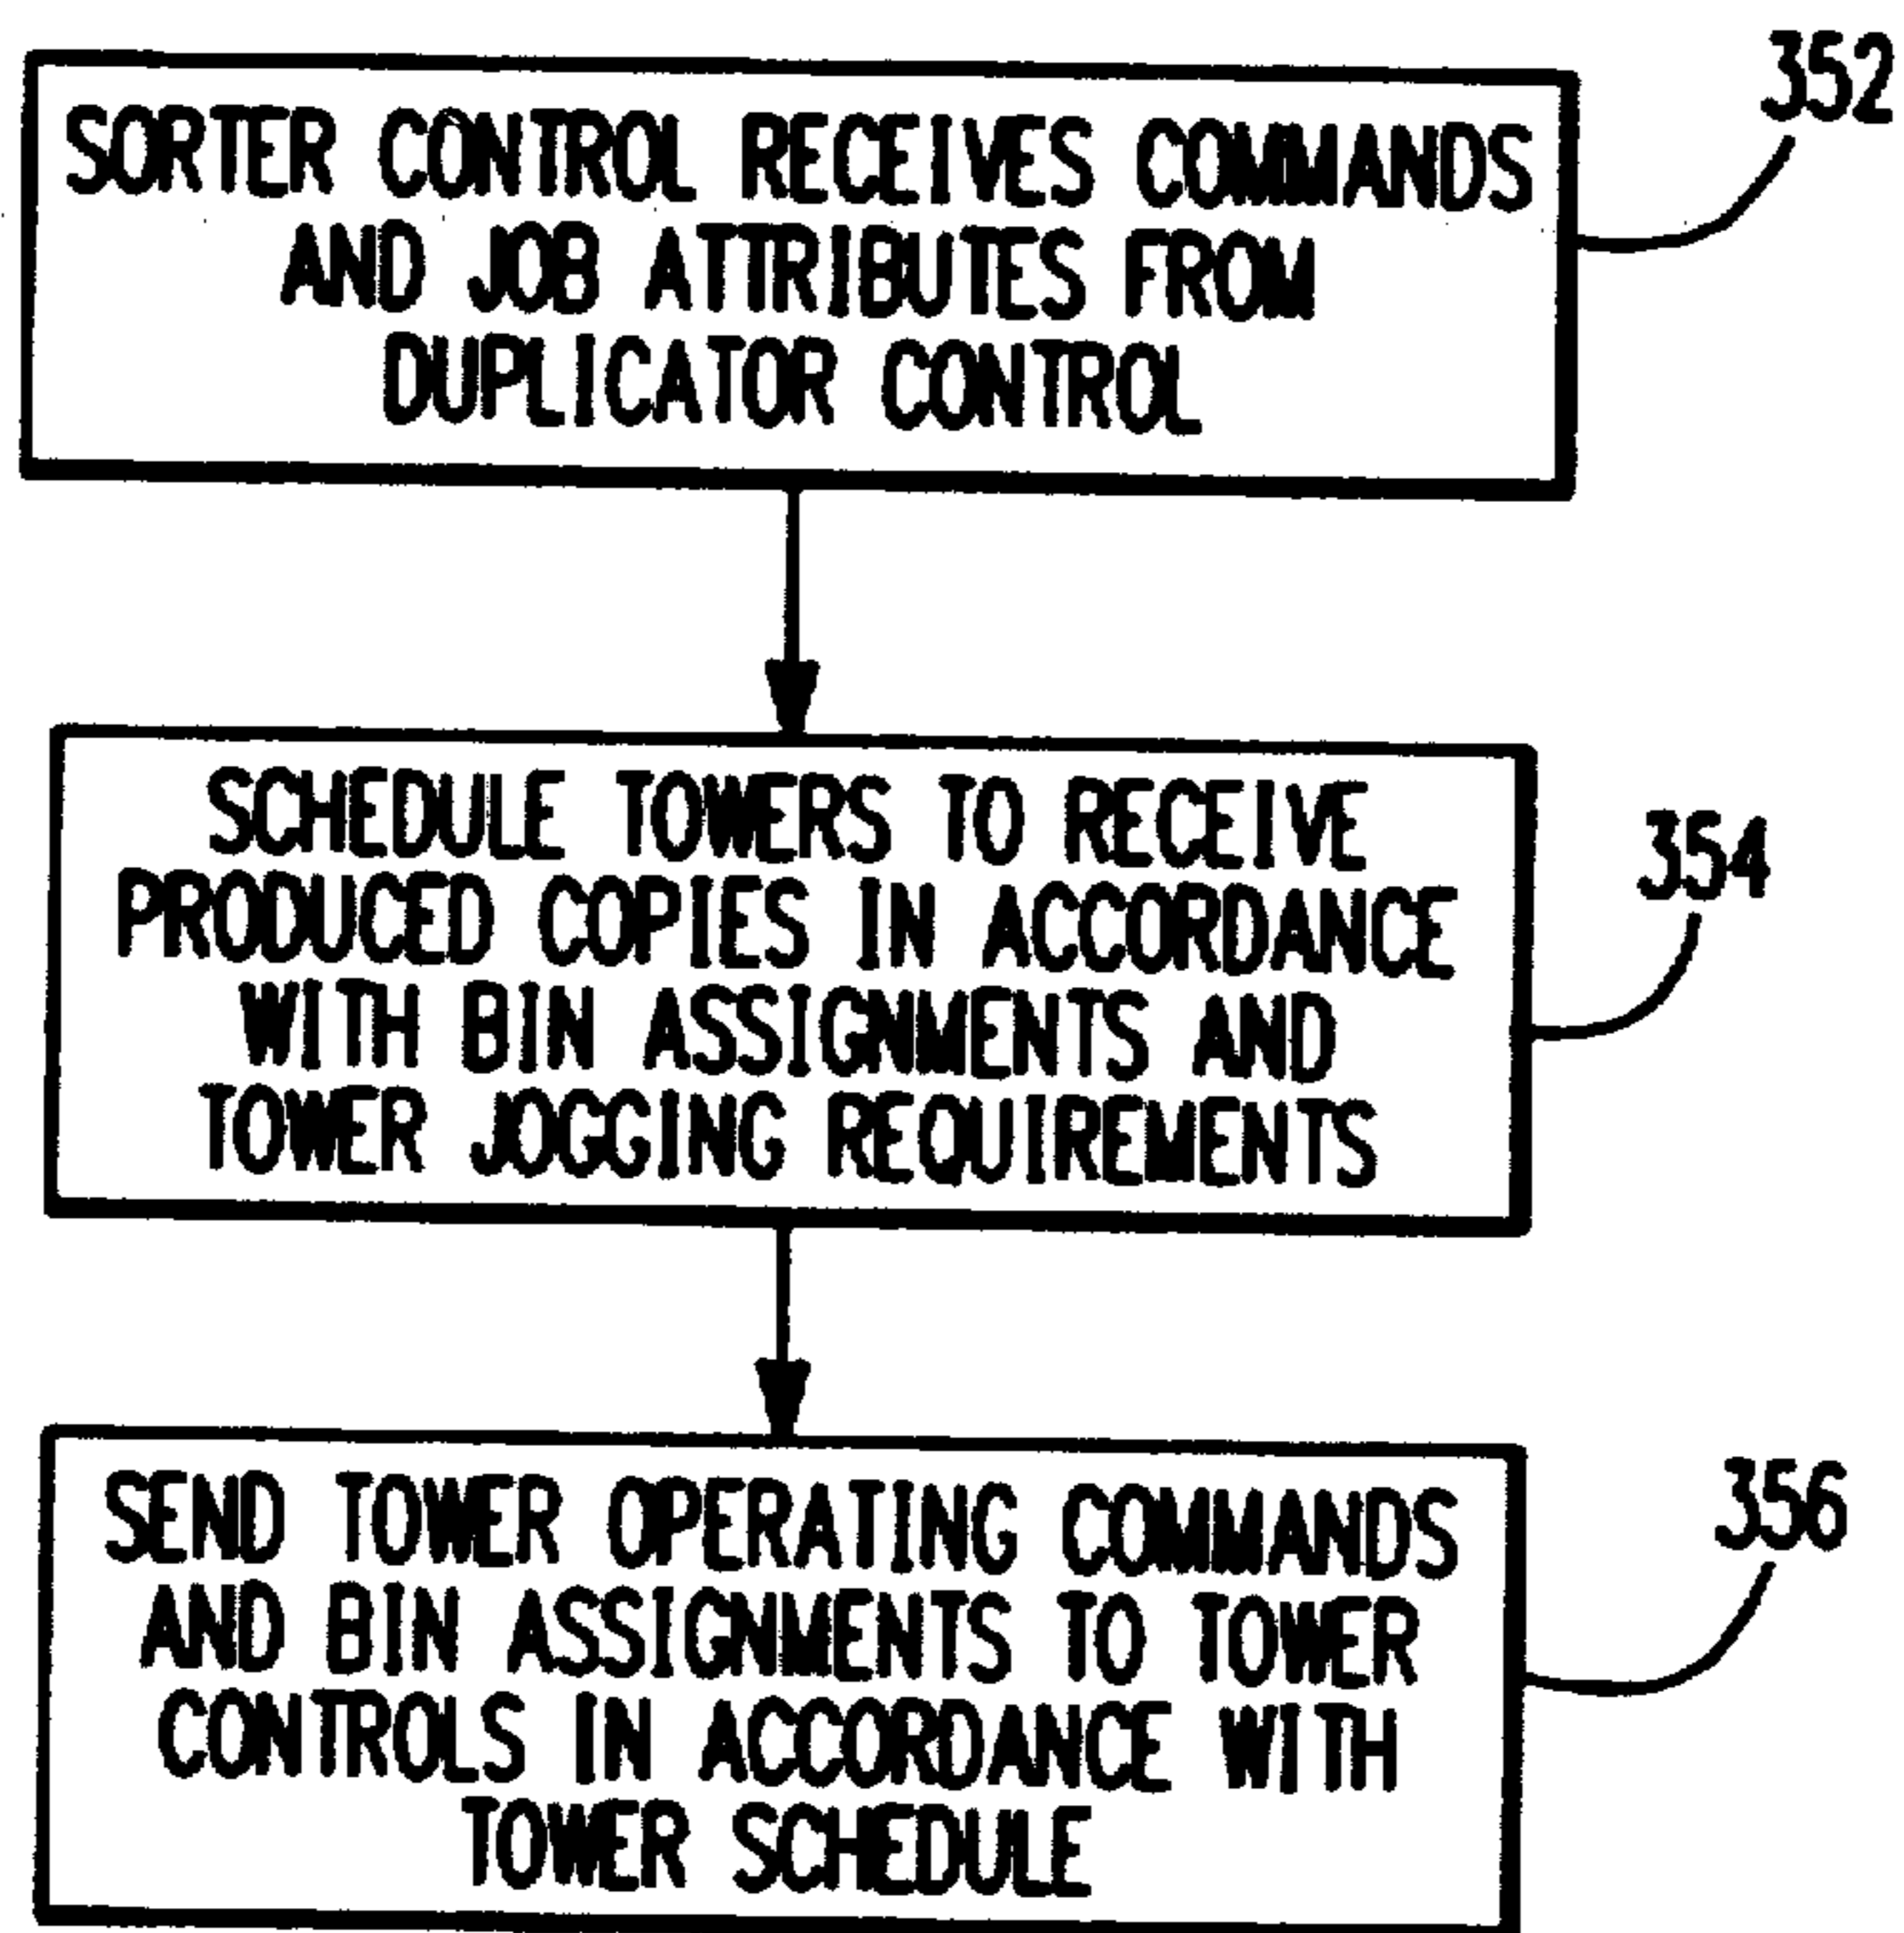 352
SORTER CONTROL RECEIVES COMMANDS
AND JOB ATTRIBUTES FROM
DUPLICATOR CONTROL
SCHEDULE TOWERS TO RECEIVE
PRODUCED COPIES IN ACCORDANCE
WITH BIN ASSIGNMENTS AND
TOWER JOGGING REQUIREMENTS
354
SEND TOWER OPERATING COMMANDS
AND BIN ASSIGNMENTS TO TOWER
CONTROLS IN ACCORDANCE WITH
TOWER SCHEDULE
356